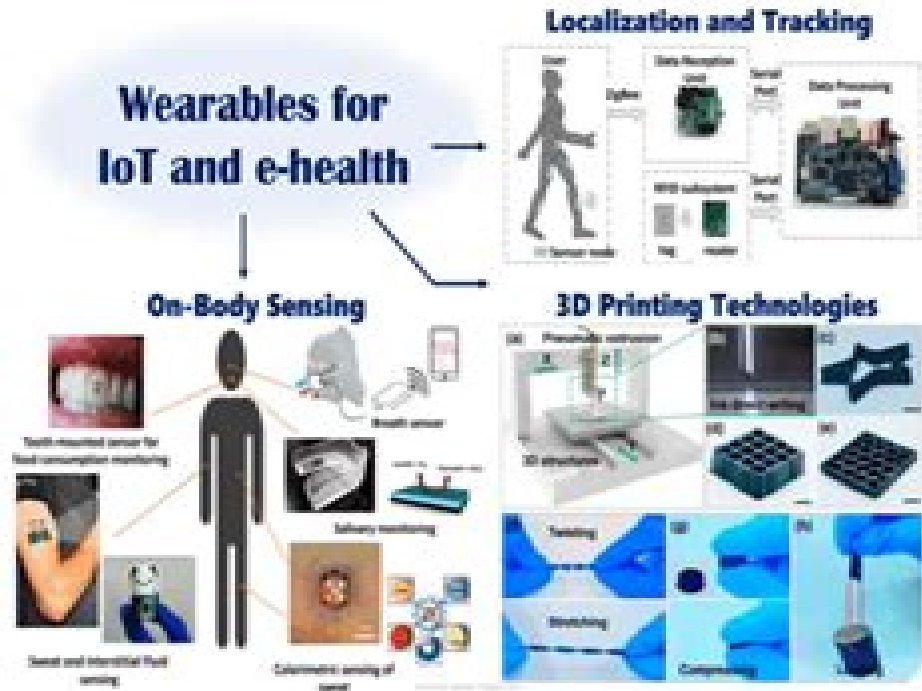 Localization and Tracking
Wearables for
IoT and e-health
User
Data Reception
Unit
Serial
Port
Data Processing
Unit
ZigBee
RFID subsystem
Serial
Port
tag
reader
Sensor node
On-Body Sensing
3D Printing Technologies
(a)
Pneumatic extrusion
X
Z
(c)
Ink direct writing
3D structures
(d)
(e)
Breath sensor
Tooth-mounted sensor for
food consumption monitoring
Salivary monitoring
Twisting
(g)
(h)
Stretching
Compressing
Sweat and interstitial fluid
sensing
Colorimetric sensing of
sweat